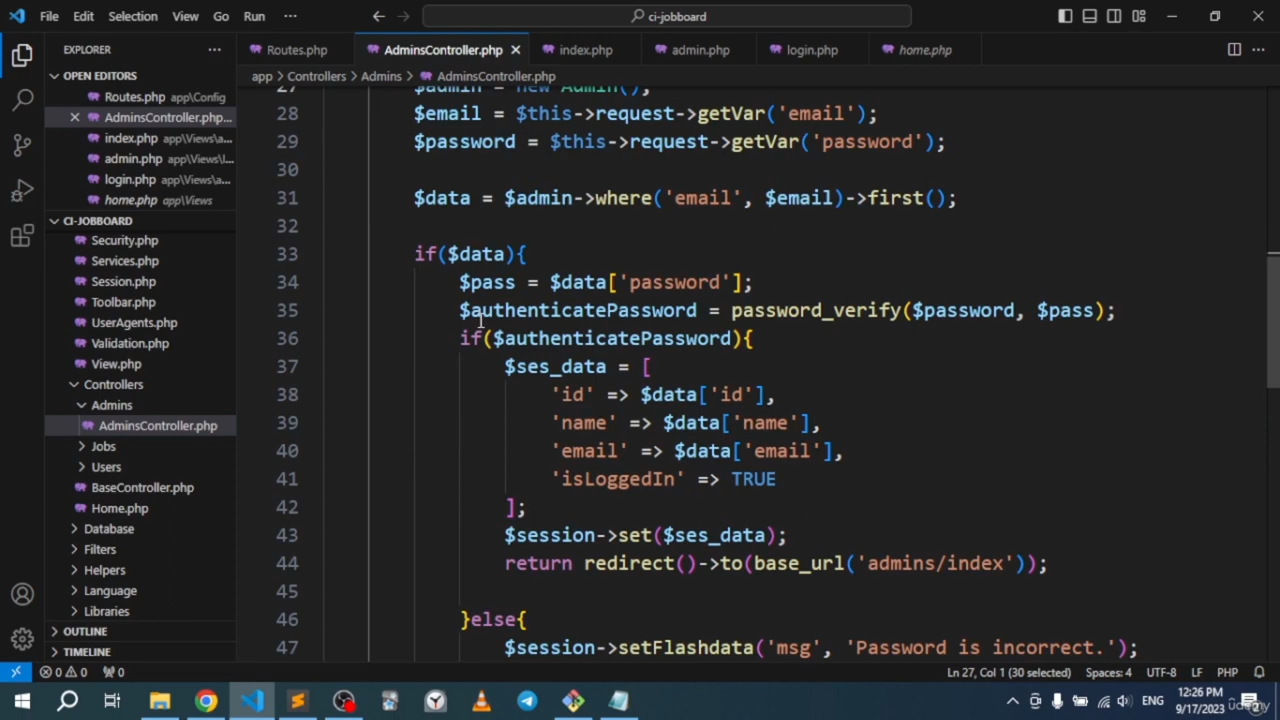 File Edit Selection View Go Run ··· ci-jobboard
EXPLORER ···
Routes.php AdminsController.php index.php admin.php login.php home.php
OPEN EDITORS
app > Controllers > Admins > AdminsController.php
Routes.php app\Config
AdminsController.php...
index.php app\Views\a...
admin.php app\Views\l...
login.php app\Views\a...
home.php app\Views
CI-JOBBOARD
Security.php
Services.php
Session.php
Toolbar.php
UserAgents.php
Validation.php
View.php
Controllers
Admins
AdminsController.php
Jobs
Users
BaseController.php
Home.php
Database
Filters
Helpers
Language
Libraries
OUTLINE
TIMELINE
27 $admin = new Admin();
28 $email = $this->request->getVar('email');
29 $password = $this->request->getVar('password');
30
31 $data = $admin->where('email', $email)->first();
32
33 if($data){
34 $pass = $data['password'];
35 $authenticatePassword = password_verify($password, $pass);
36 if($authenticatePassword){
37 $ses_data = [
38 'id' => $data['id'],
39 'name' => $data['name'],
40 'email' => $data['email'],
41 'isLoggedIn' => TRUE
42 ];
43 $session->set($ses_data);
44 return redirect()->to(base_url('admins/index'));
45
46 }else{
47 $session->setFlashdata('msg', 'Password is incorrect.');
0 0 0 Ln 27, Col 1 (30 selected) Spaces: 4 UTF-8 LF PHP
ENG 12:26 PM
9/17/2023
udemy